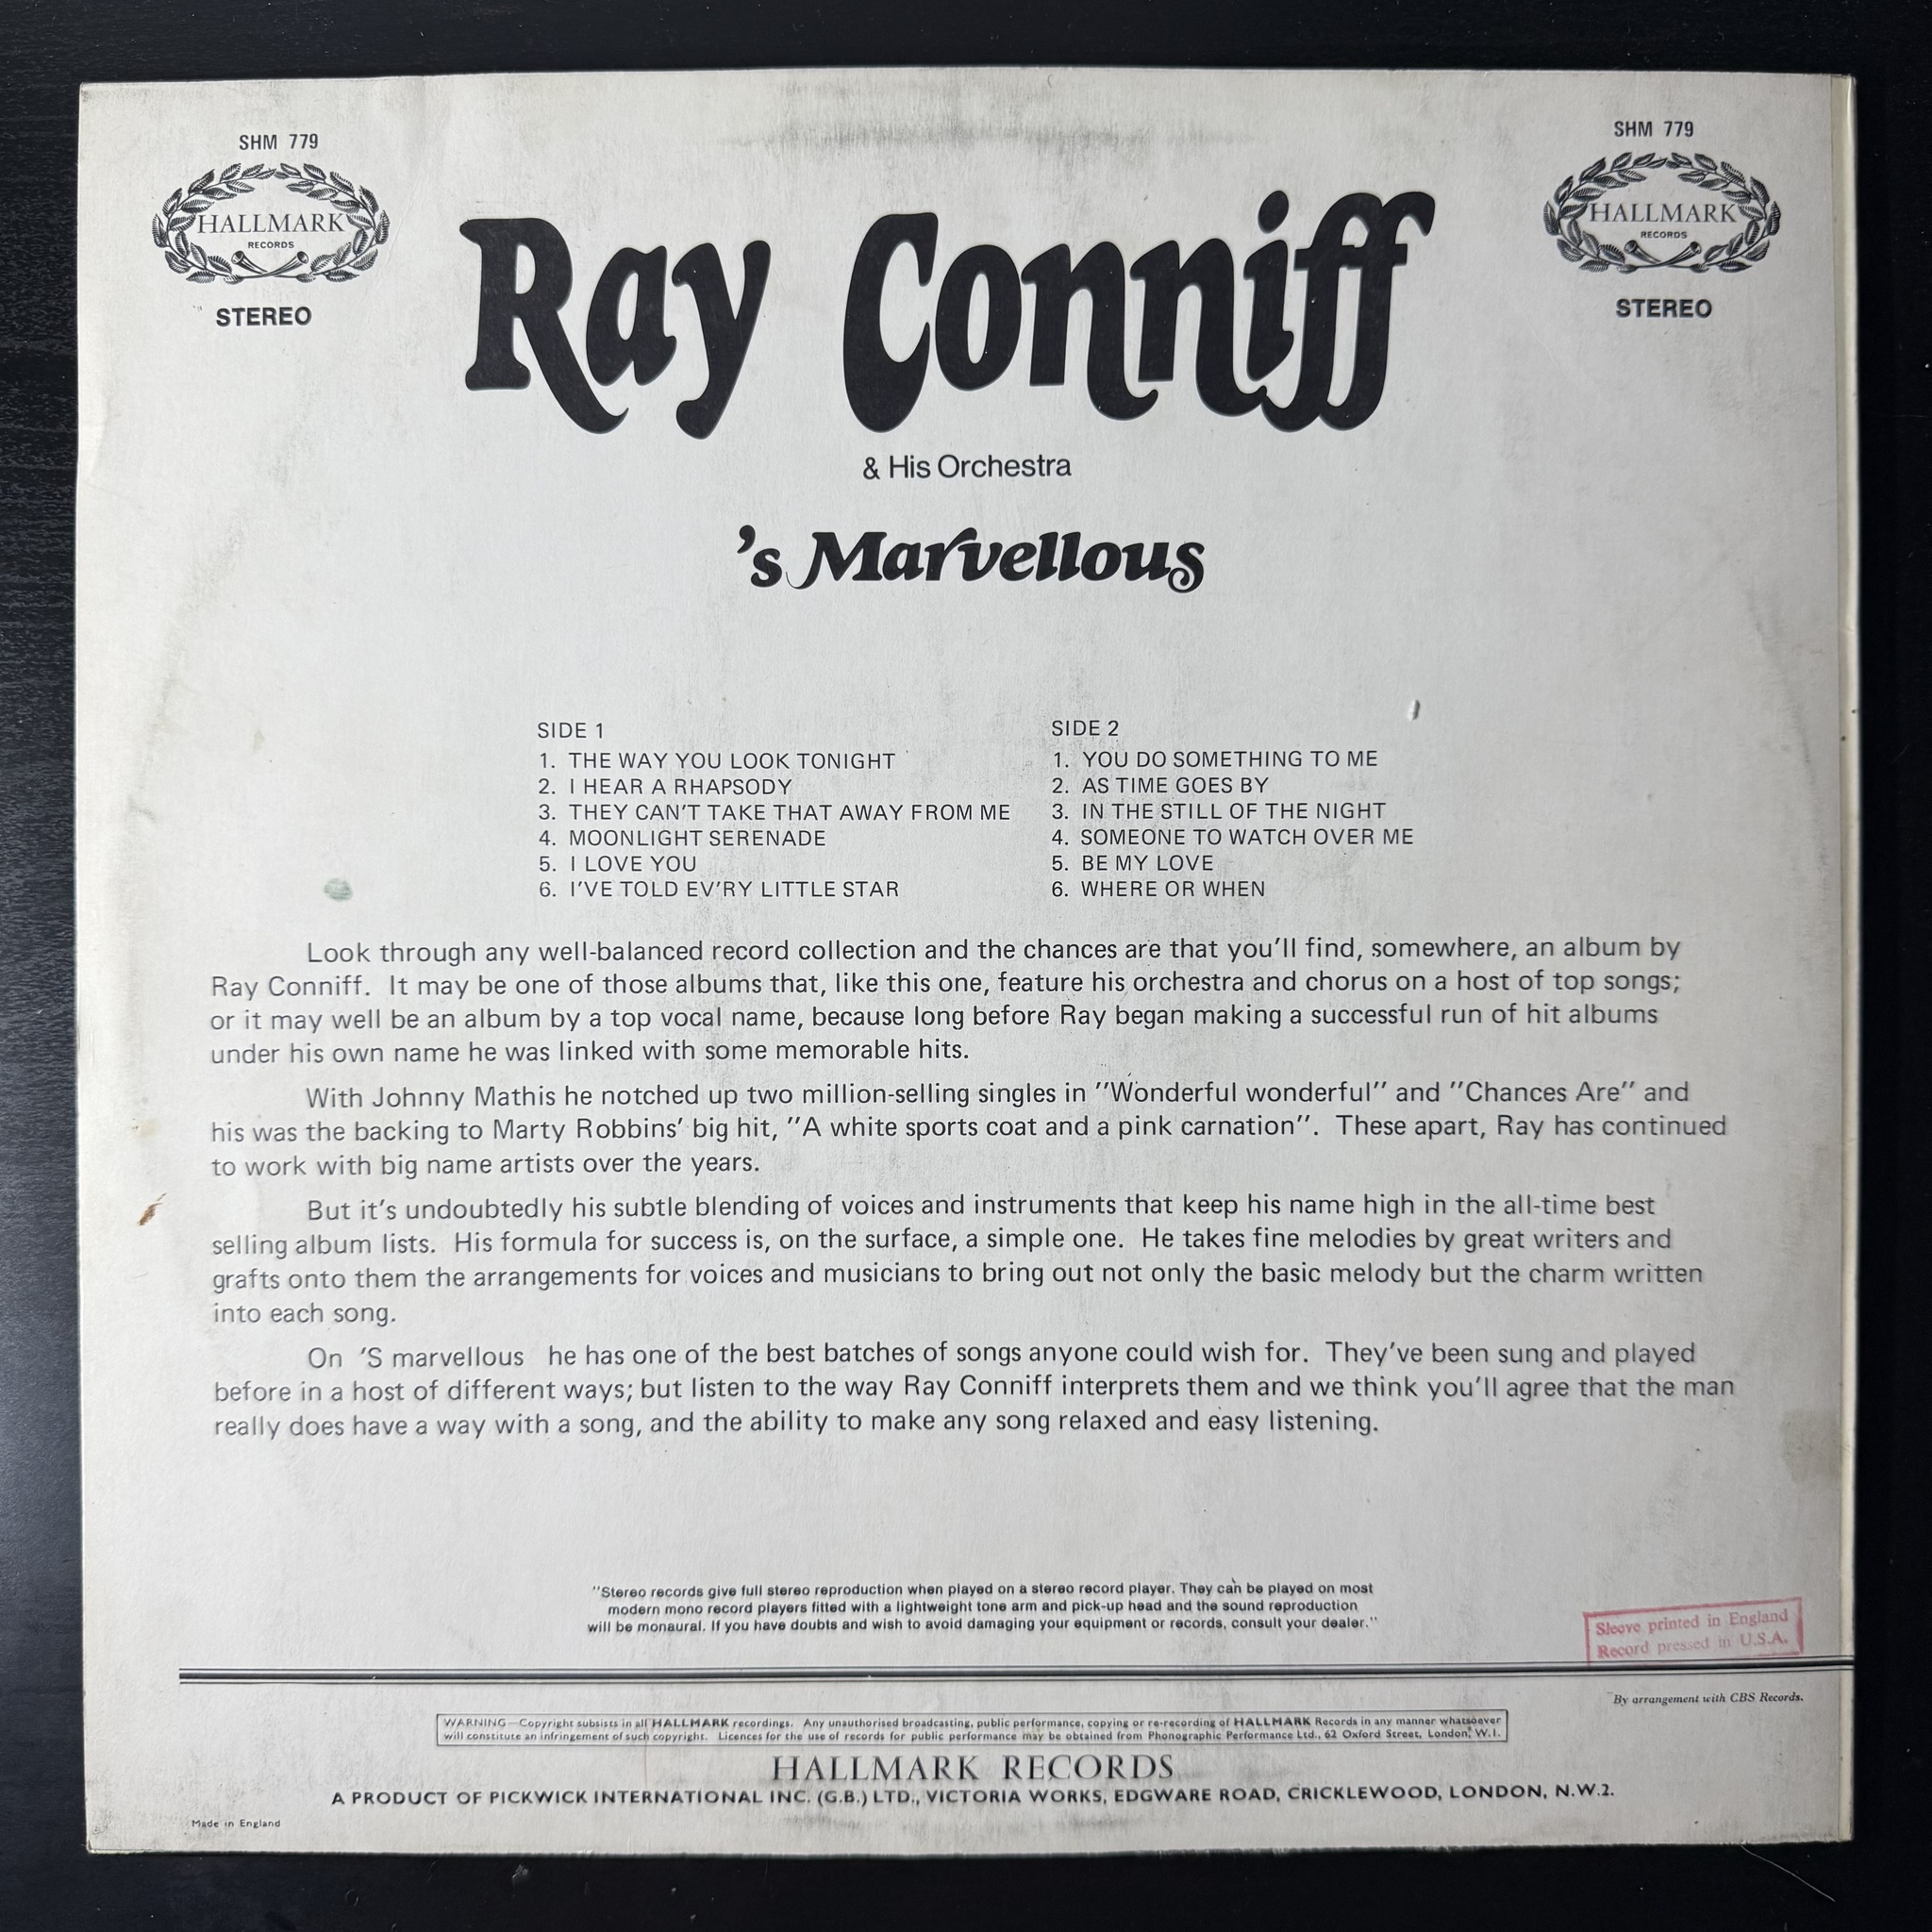 SHM 779
HALLMARK
RECORDS
STEREO
SHM 779
HALLMARK
RECORDS
STEREO
Ray Conniff
& His Orchestra
’s Marvellous
SIDE 1
1. THE WAY YOU LOOK TONIGHT
2. I HEAR A RHAPSODY
3. THEY CAN'T TAKE THAT AWAY FROM ME
4. MOONLIGHT SERENADE
5. I LOVE YOU
6. I'VE TOLD EV'RY LITTLE STAR
SIDE 2
1. YOU DO SOMETHING TO ME
2. AS TIME GOES BY
3. IN THE STILL OF THE NIGHT
4. SOMEONE TO WATCH OVER ME
5. BE MY LOVE
6. WHERE OR WHEN
Look through any well-balanced record collection and the chances are that you'll find, somewhere, an album by
Ray Conniff. It may be one of those albums that, like this one, feature his orchestra and chorus on a host of top songs;
or it may well be an album by a top vocal name, because long before Ray began making a successful run of hit albums
under his own name he was linked with some memorable hits.
With Johnny Mathis he notched up two million-selling singles in "Wonderful wonderful" and "Chances Are" and
his was the backing to Marty Robbins' big hit, "A white sports coat and a pink carnation". These apart, Ray has continued
to work with big name artists over the years.
But it's undoubtedly his subtle blending of voices and instruments that keep his name high in the all-time best
selling album lists. His formula for success is, on the surface, a simple one. He takes fine melodies by great writers and
grafts onto them the arrangements for voices and musicians to bring out not only the basic melody but the charm written
into each song.
On 'S marvellous he has one of the best batches of songs anyone could wish for. They've been sung and played
before in a host of different ways; but listen to the way Ray Conniff interprets them and we think you'll agree that the man
really does have a way with a song, and the ability to make any song relaxed and easy listening.
"Stereo records give full stereo reproduction when played on a stereo record player. They can be played on most
modern mono record players fitted with a lightweight tone arm and pick-up head and the sound reproduction
will be monaural. If you have doubts and wish to avoid damaging your equipment or records, consult your dealer."
Sleeve printed in England
Record pressed in U.S.A.
By arrangement with CBS Records.
WARNING—Copyright subsists in all HALLMARK recordings. Any unauthorised broadcasting, public performance, copying or re-recording of HALLMARK Records in any manner whatsoever
will constitute an infringement of such copyright. Licences for the use of records for public performance may be obtained from Phonographic Performance Ltd., 62 Oxford Street, London, W.1.
HALLMARK RECORDS
A PRODUCT OF PICKWICK INTERNATIONAL INC. (G.B.) LTD., VICTORIA WORKS, EDGWARE ROAD, CRICKLEWOOD, LONDON, N.W.2.
Made in England